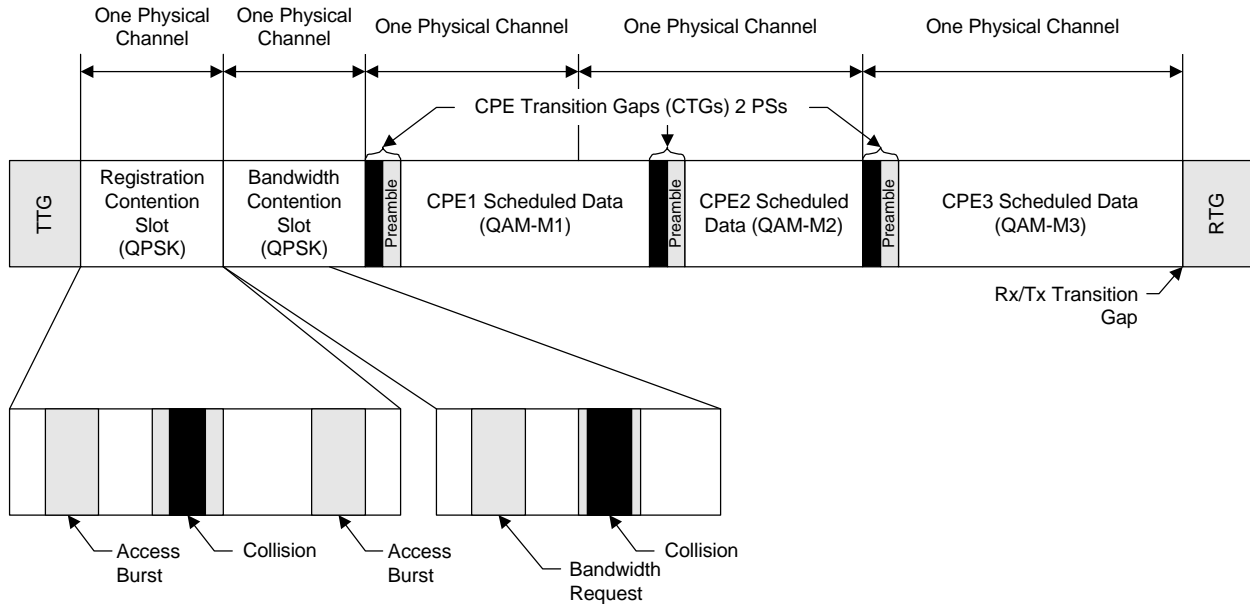 One Physical
Channel
One Physical
Channel
One Physical Channel
One Physical Channel
One Physical Channel
CPE Transition Gaps (CTGs) 2 PSs
TTG
Registration
Contention
Slot
(QPSK)
Bandwidth
Contention
Slot
(QPSK)
Preamble
CPE1 Scheduled Data
(QAM-M1)
Preamble
CPE2 Scheduled
Data (QAM-M2)
Preamble
CPE3 Scheduled Data
(QAM-M3)
RTG
Rx/Tx Transition
Gap
Access
Burst
Collision
Access
Burst
Bandwidth
Request
Collision